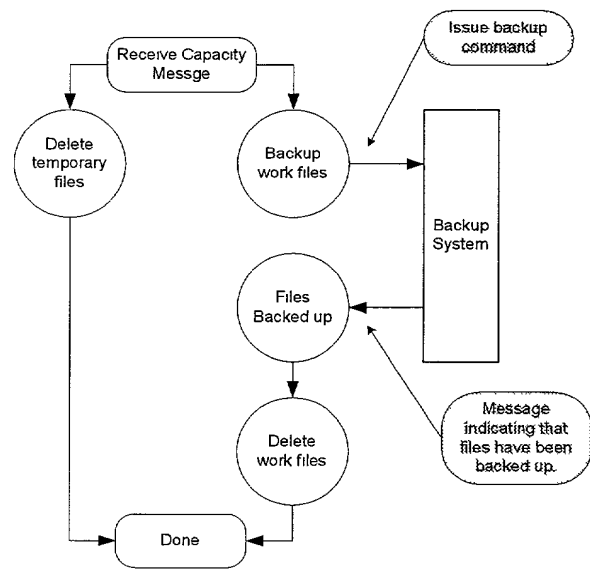 Issue backup
command
Receive Capacity
Messge
Delete
temporary
files
Backup
work files
Backup
System
Files
Backed up
Message
indicating that
files have been
backed up.
Delete
work files
Done